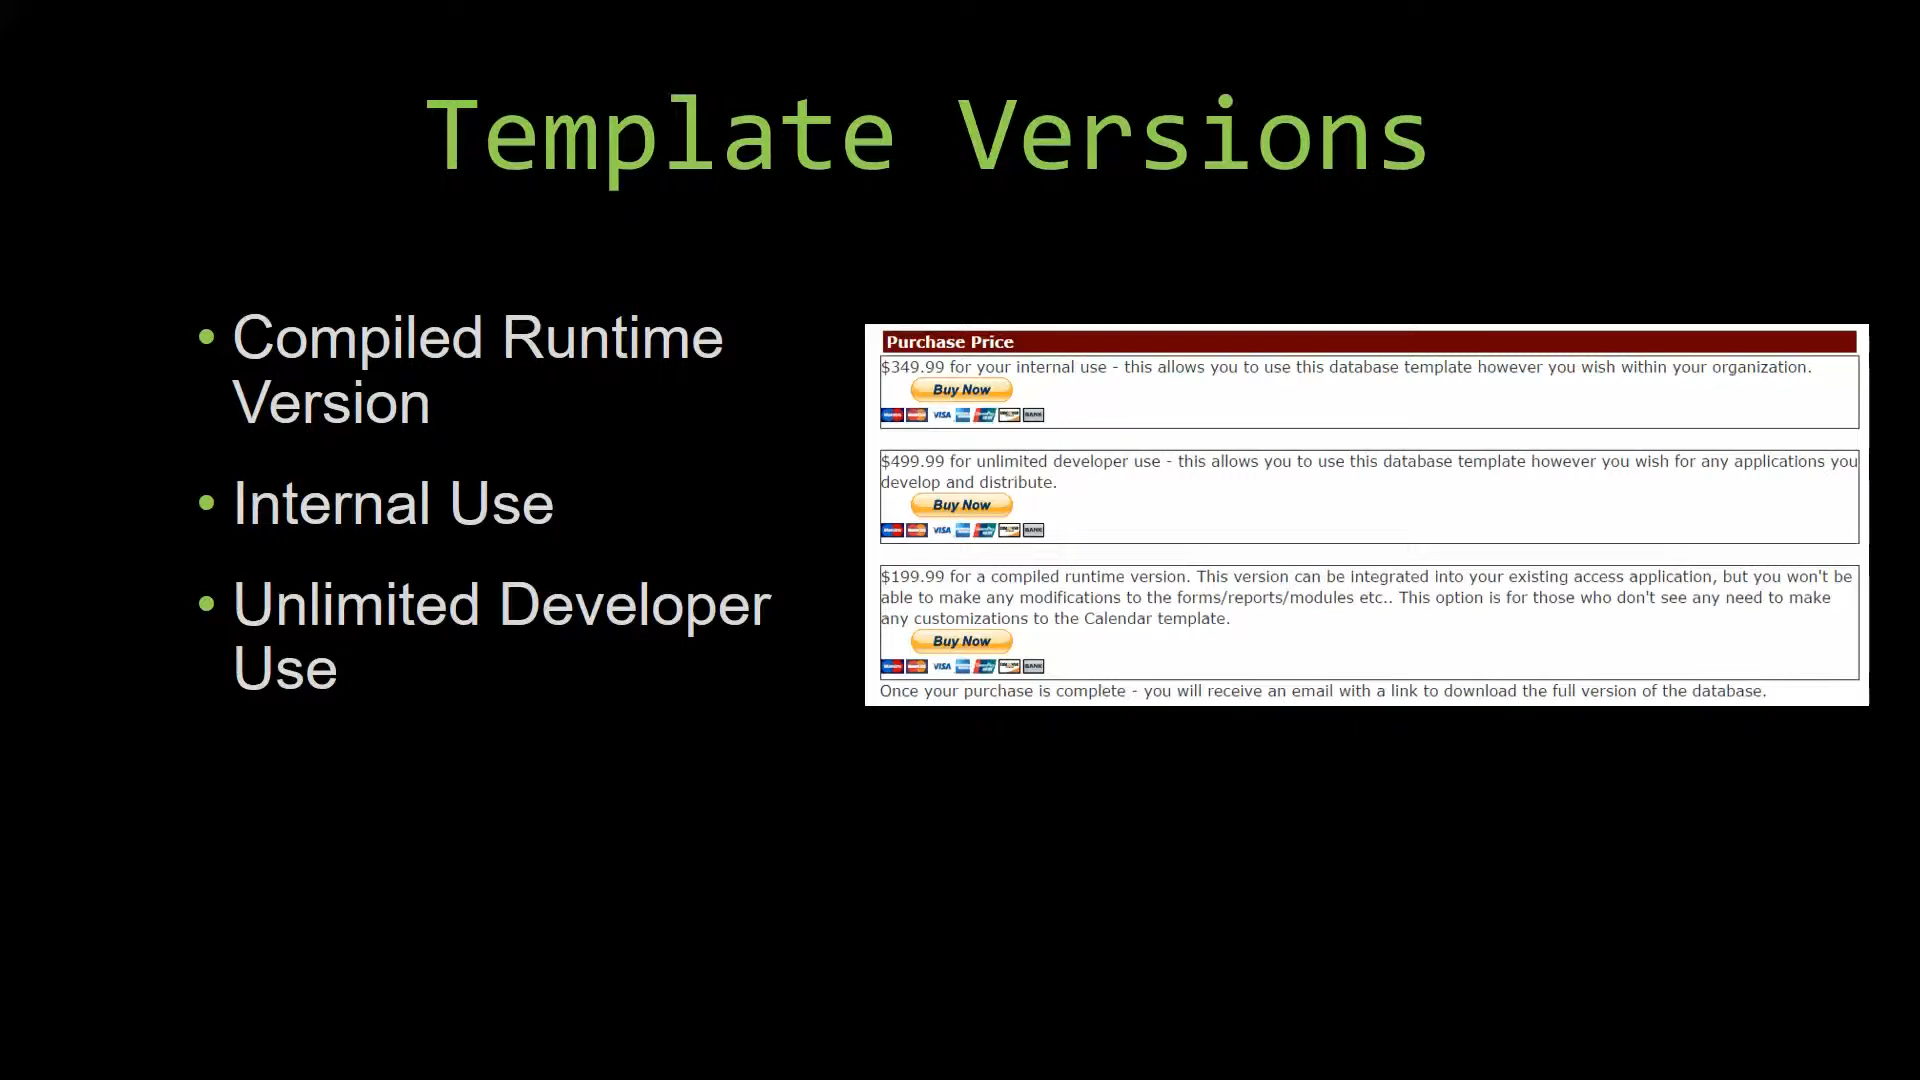 Template Versions
• Compiled Runtime
Version
• Internal Use
• Unlimited Developer
Use
Purchase Price
$349.99 for your internal use - this allows you to use this database template however you wish within your organization.
Buy Now
VISA BANK
$499.99 for unlimited developer use - this allows you to use this database template however you wish for any applications you
develop and distribute.
Buy Now
VISA BANK
$199.99 for a compiled runtime version. This version can be integrated into your existing access application, but you won't be
able to make any modifications to the forms/reports/modules etc.. This option is for those who don't see any need to make
any customizations to the Calendar template.
Buy Now
VISA BANK
Once your purchase is complete - you will receive an email with a link to download the full version of the database.